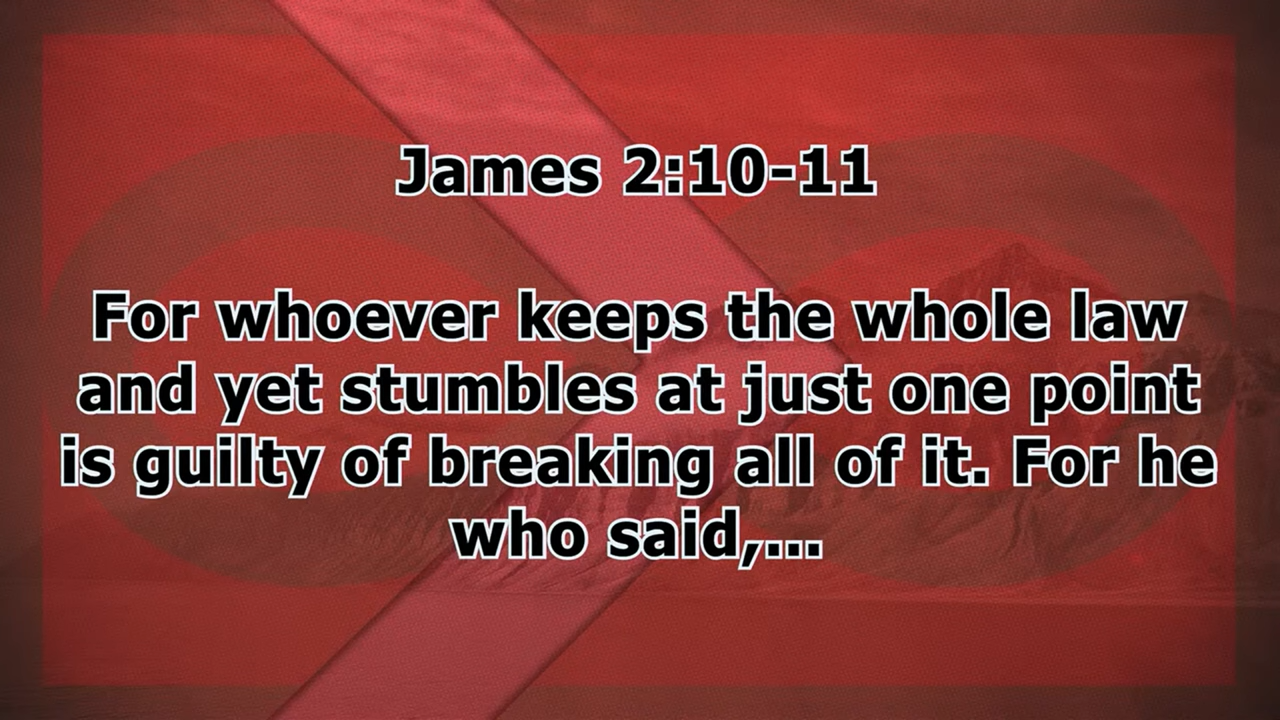 James 2:10-11
For whoever keeps the whole law
and yet stumbles at just one point
is guilty of breaking all of it. For he
who said,...